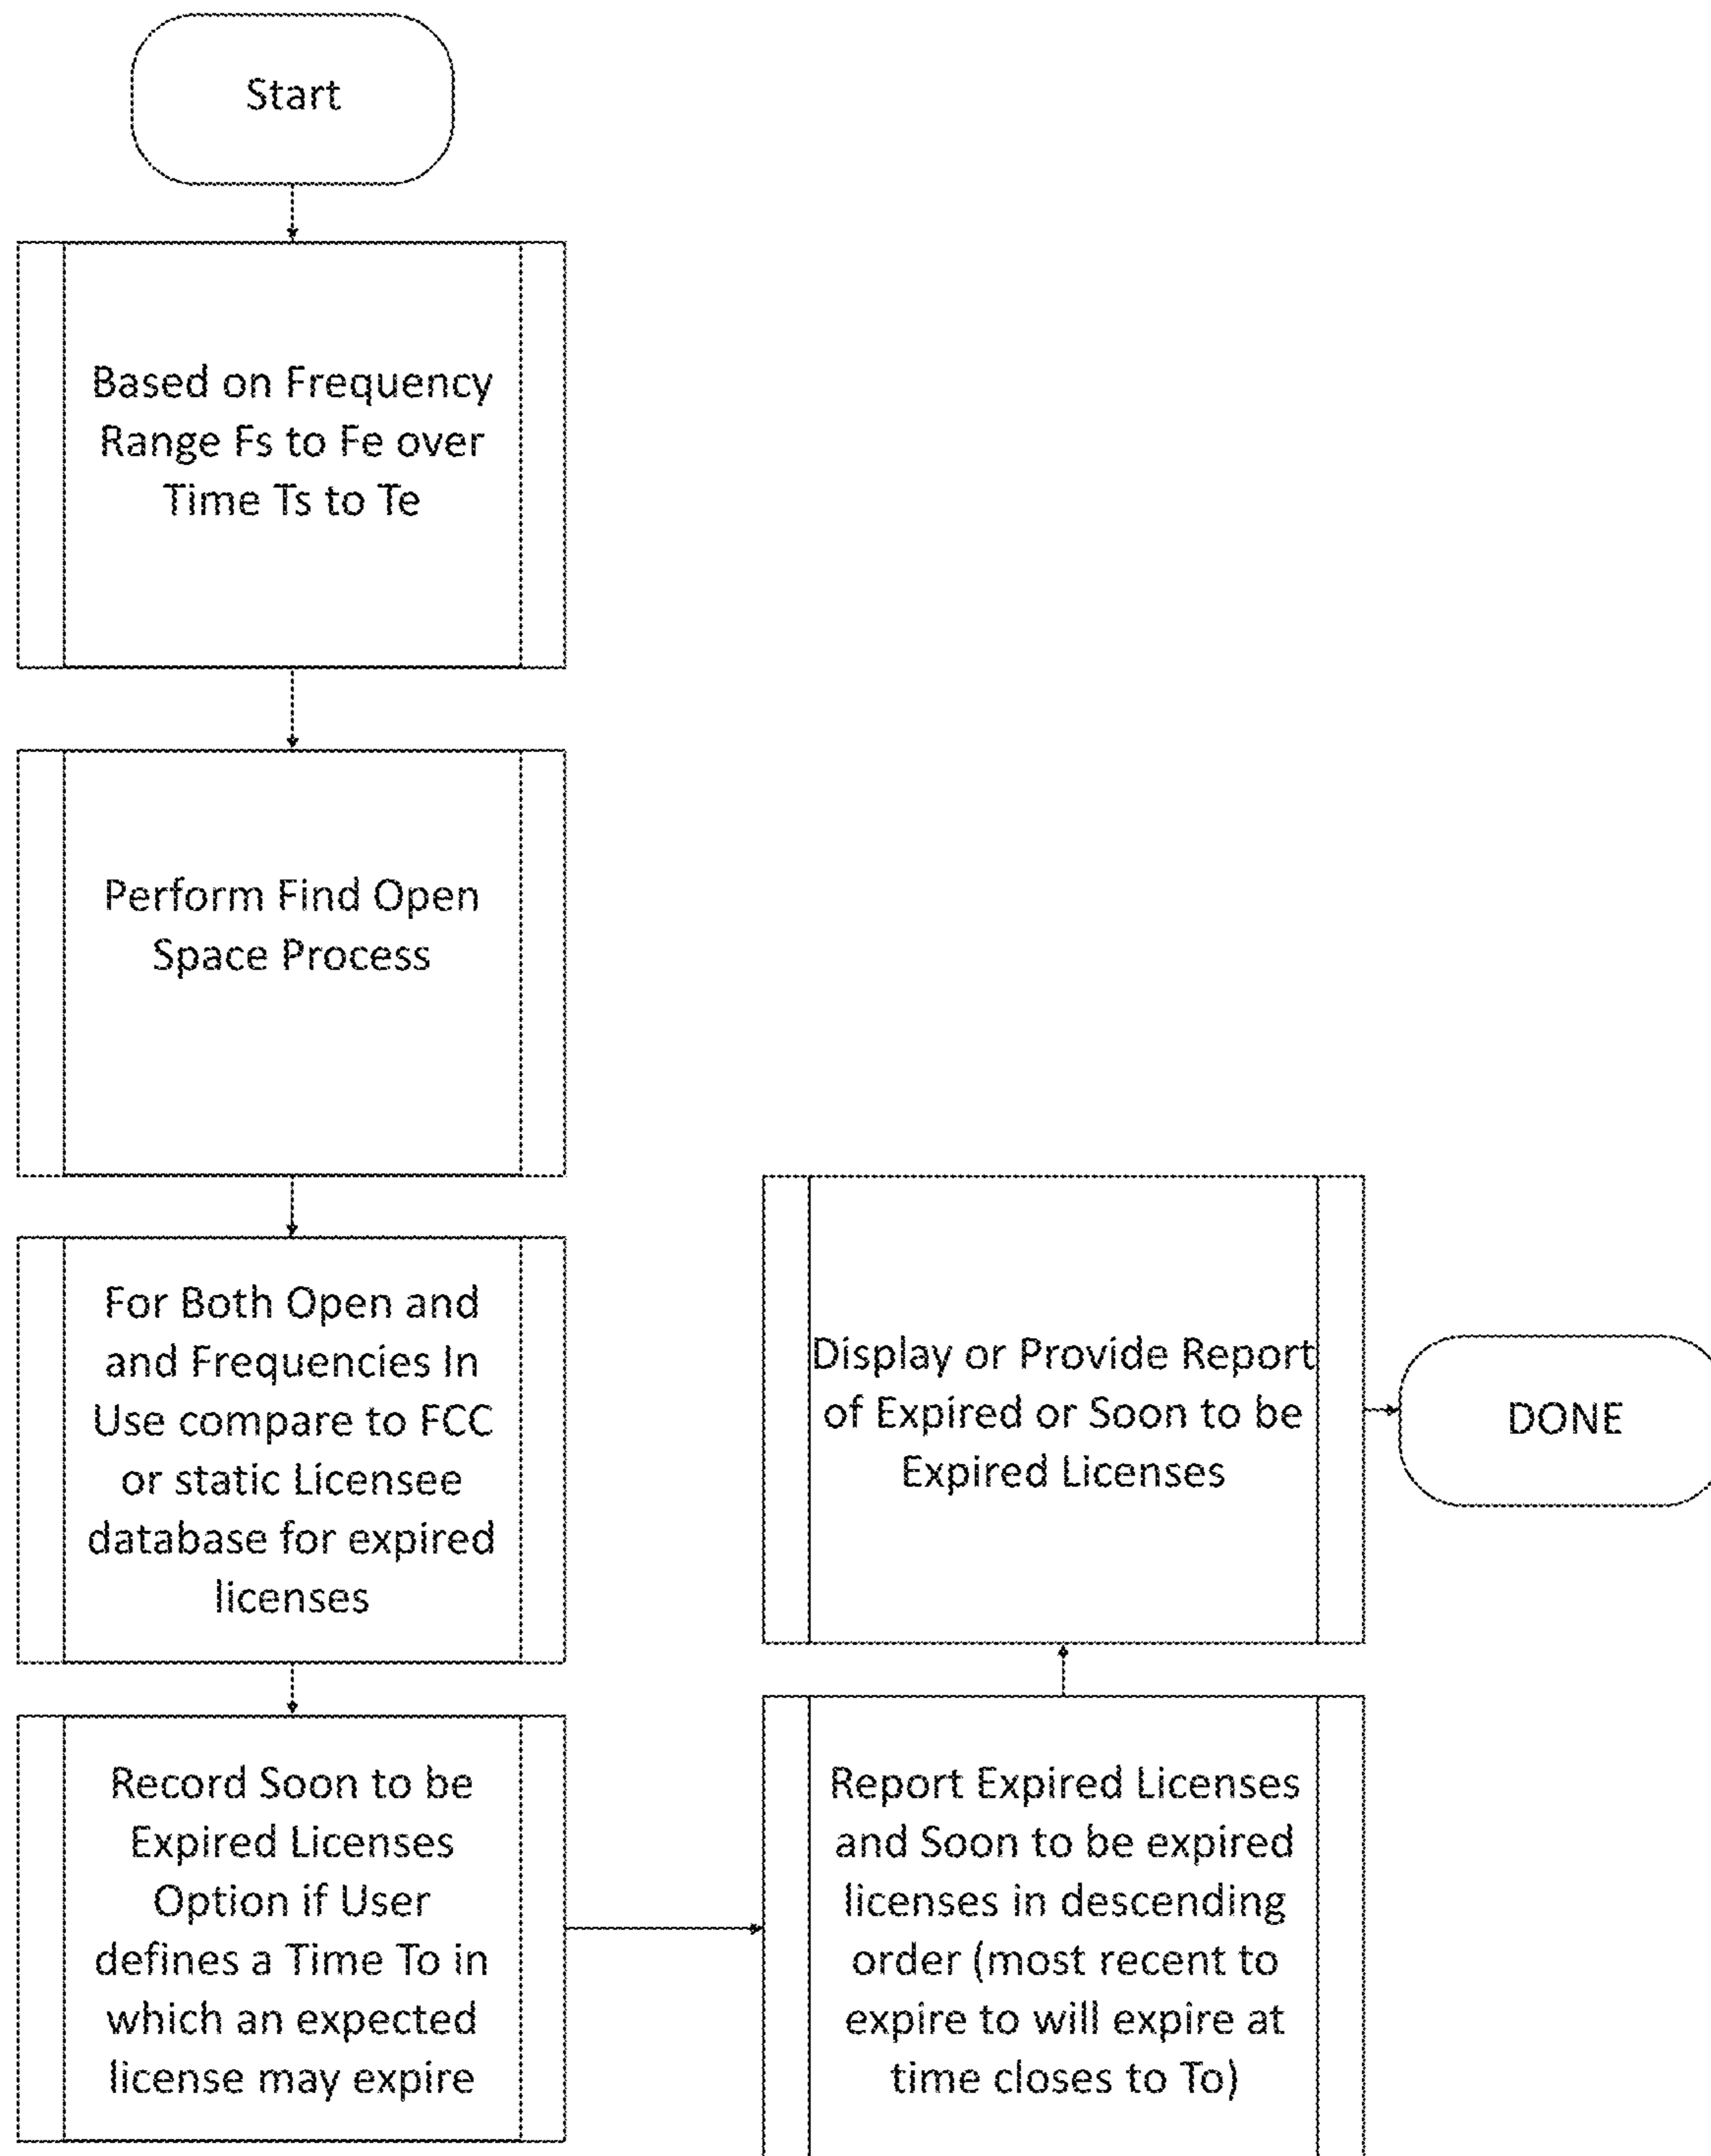 Start
Based on Frequency
Range Fs to Fe over
Time Ts to Te
Perform Find Open
Space Process
For Both Open and
and Frequencies In
Use compare to FCC
or static Licensee
database for expired
licenses
Record Soon to be
Expired Licenses
Option if User
defines a Time To in
which an expected
license may expire
Report Expired Licenses
and Soon to be expired
licenses in descending
order (most recent to
expire to will expire at
time closes to To)
Display or Provide Report
of Expired or Soon to be
Expired Licenses
DONE